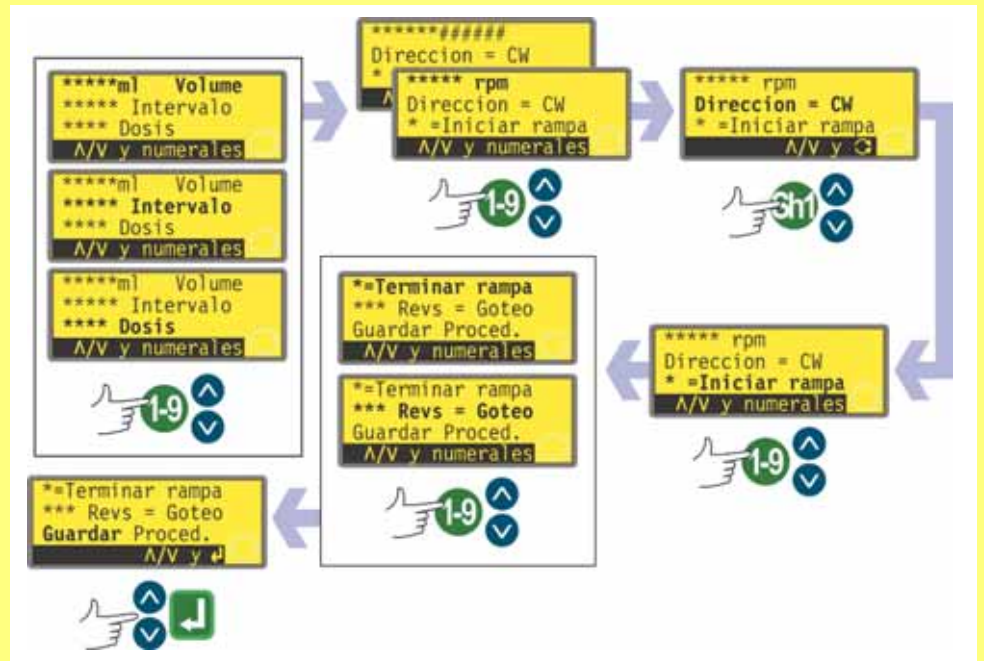 *****ml Volume
***** Intervalo
**** Dosis
Λ/V y numerales
*****ml Volume
***** Intervalo
**** Dosis
Λ/V y numerales
*****ml Volume
***** Intervalo
**** Dosis
Λ/V y numerales
1-9
******######
Direccion = CW
*
***** rpm
Direccion = CW
* =Iniciar rampa
Λ/V y numerales
1-9
***** rpm
Direccion = CW
* =Iniciar rampa
Λ/V y
Sh1
***** rpm
Direccion = CW
* =Iniciar rampa
Λ/V y numerales
1-9
*=Terminar rampa
*** Revs = Goteo
Guardar Proced.
Λ/V y numerales
*=Terminar rampa
*** Revs = Goteo
Guardar Proced.
Λ/V y numerales
1-9
*=Terminar rampa
*** Revs = Goteo
Guardar Proced.
Λ/V y ↲